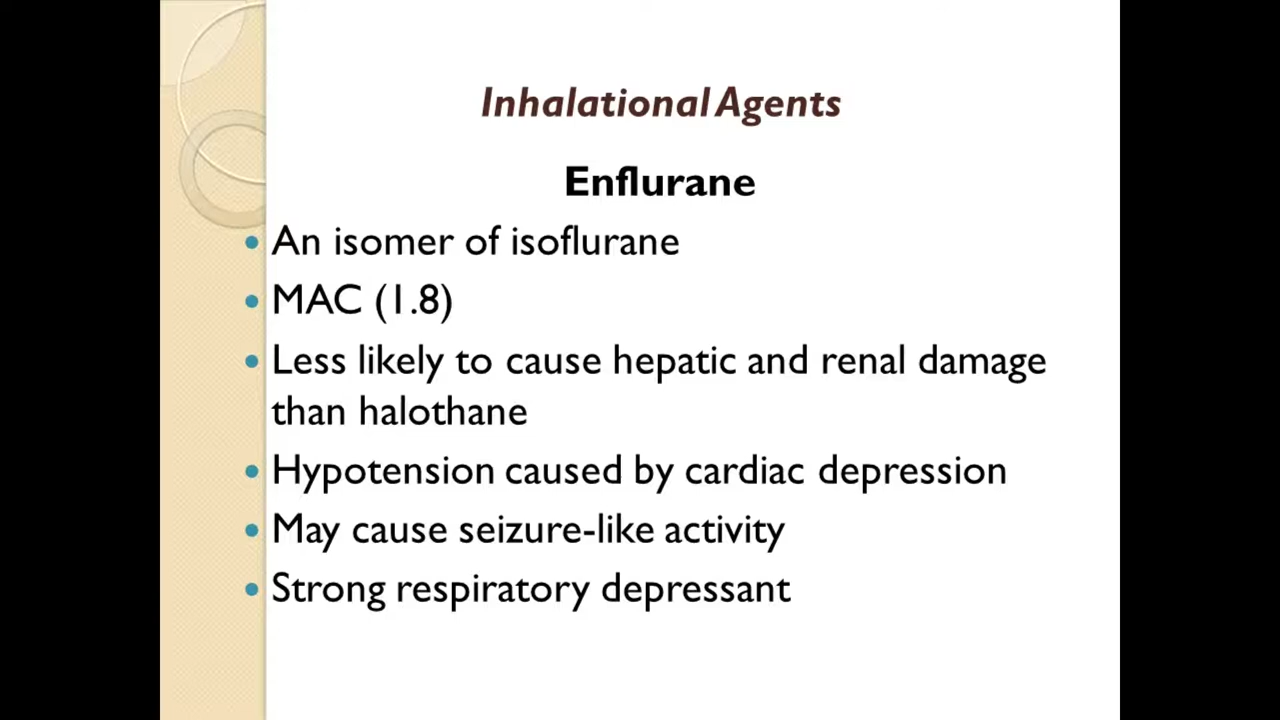 Inhalational Agents
Enflurane
• An isomer of isoflurane
• MAC (1.8)
• Less likely to cause hepatic and renal damage
than halothane
• Hypotension caused by cardiac depression
• May cause seizure-like activity
• Strong respiratory depressant